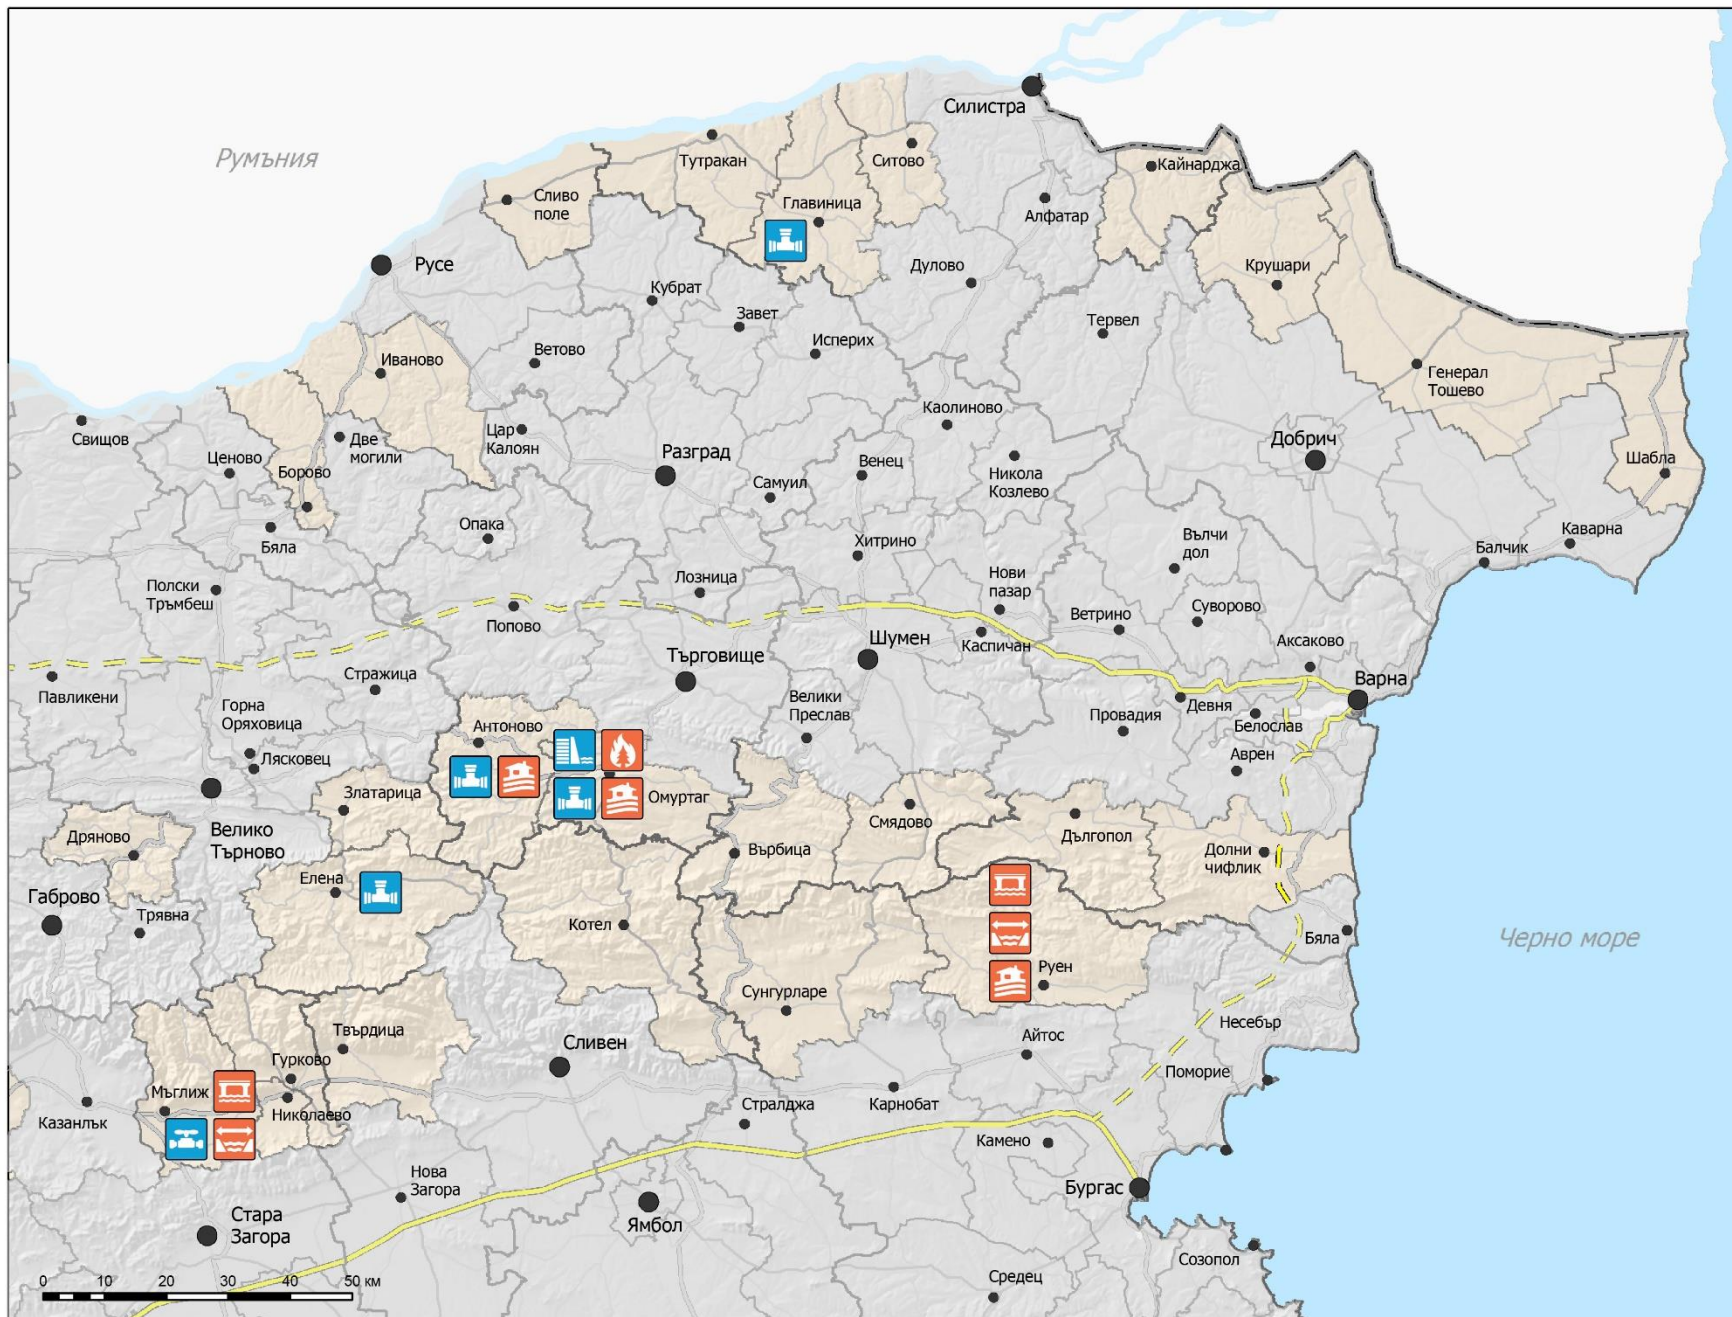 Румъния
Силистра
Тутракан
Ситово
Кайнарджа
Сливо
поле
Главиница
Алфатар
Русе
Дулово
Крушари
Кубрат
Завет
Тервел
Ветово
Исперих
Иваново
Генерал
Тошево
Каолиново
Свищов
Две
могили
Цар
Калоян
Добрич
Ценово
Разград
Венец
Никола
Козлево
Шабла
Борово
Самуил
Опака
Каварна
Бяла
Хитрино
Вълчи
дол
Балчик
Полски
Тръмбеш
Лозница
Нови
пазар
Попово
Ветрино
Суворово
Шумен
Каспичан
Аксаково
Търговище
Стражица
Варна
Павликени
Велики
Преслав
Девня
Горна
Оряховица
Провадия
Белослав
Антоново
Лясковец
Аврен
Златарица
Омуртаг
Смядово
Дългопол
Дряново
Велико
Търново
Върбица
Долни
чифлик
Елена
Габрово
Трявна
Котел
Бяла
Черно море
Руен
Сунгурларе
Несебър
Твърдица
Сливен
Айтос
Гурково
Поморие
Мъглиж
Николаево
Стралджа
Карнобат
Казанлък
Камено
Нова
Загора
Бургас
Стара
Загора
Ямбол
Созопол
Средец
0 10 20 30 40 50 км